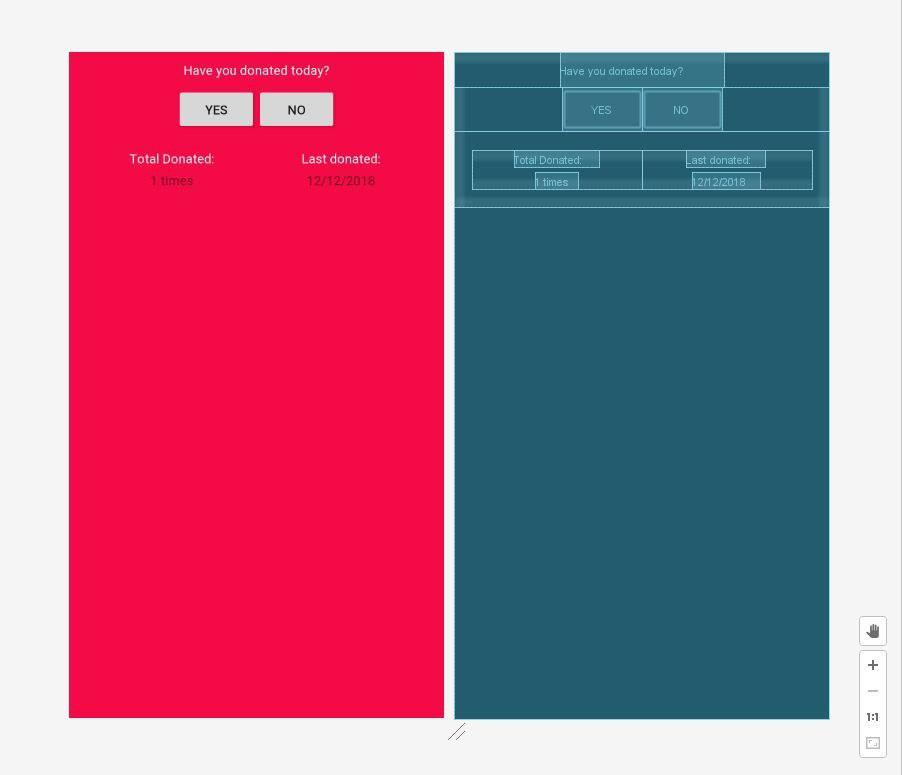 Have you donated today?
YES NO
Total Donated: Last donated:
1 times 12/12/2018
Have you donated today?
YES NO
Total Donated: Last donated:
1 times 12/12/2018
1:1